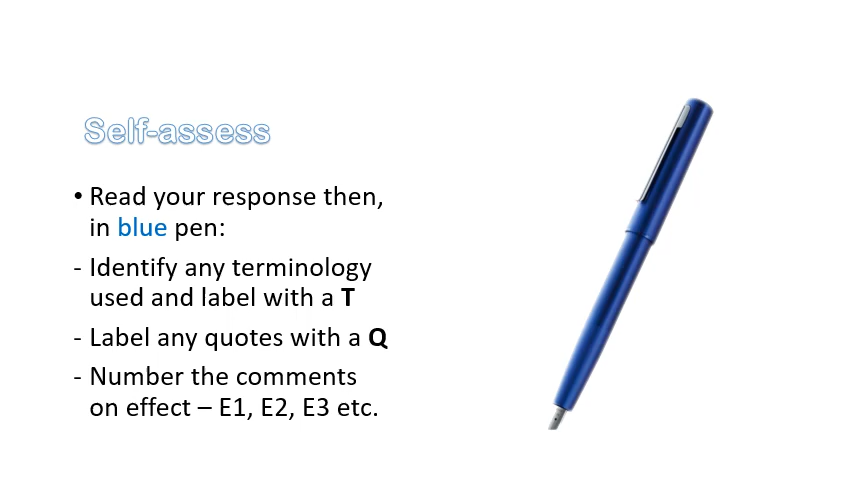 Self-assess
• Read your response then,
in blue pen:
- Identify any terminology
used and label with a T
- Label any quotes with a Q
- Number the comments
on effect – E1, E2, E3 etc.